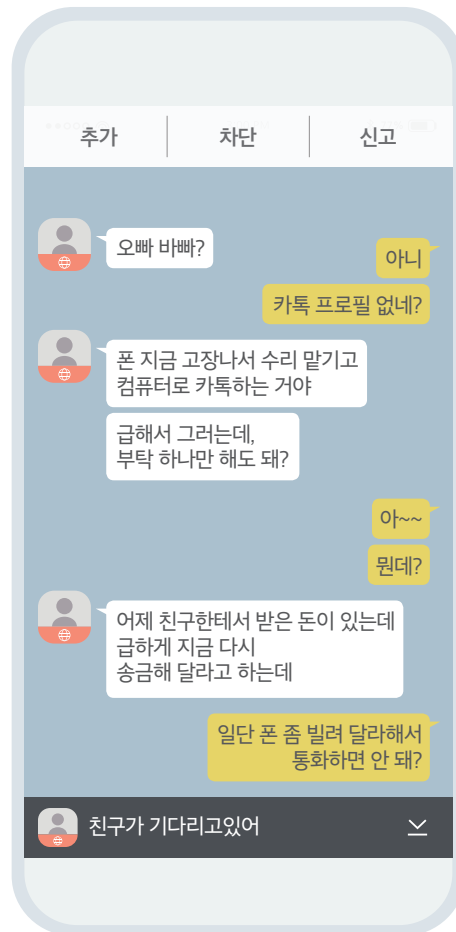 추가 차단 신고
오빠 바빠?
아니
카톡 프로필 없네?
폰 지금 고장나서 수리 맡기고
컴퓨터로 카톡하는 거야
급해서 그러는데,
부탁 하나만 해도 돼?
아~~
뭔데?
어제 친구한테서 받은 돈이 있는데
급하게 지금 다시
송금해 달라고 하는데
일단 폰 좀 빌려 달라해서
통화하면 안 돼?
친구가 기다리고있어